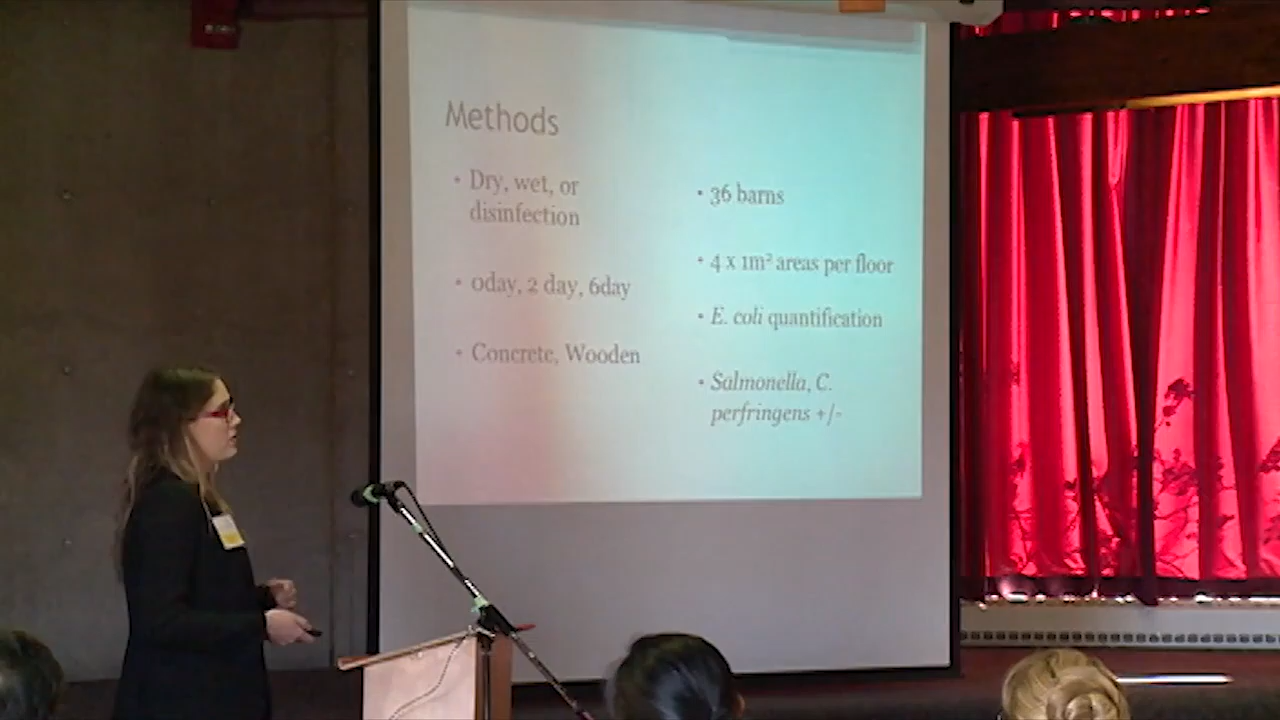 Methods
• Dry, wet, or
disinfection
• 0day, 2 day, 6day
• Concrete, Wooden
• 36 barns
• 4 x 1m² areas per floor
• E. coli quantification
• Salmonella, C.
perfringens +/-